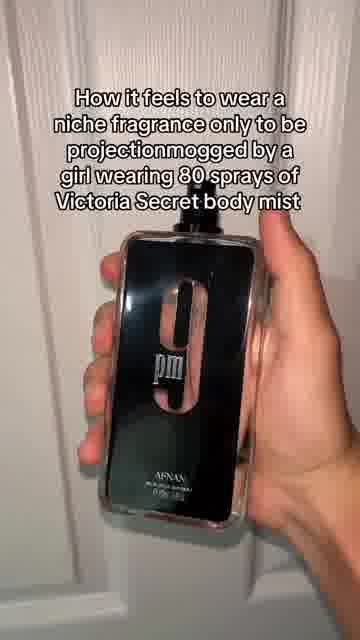 How it feels to wear a
niche fragrance only to be
projectionmogged by a
girl wearing 80 sprays of
Victoria Secret body mist
9
pm
AFNAN